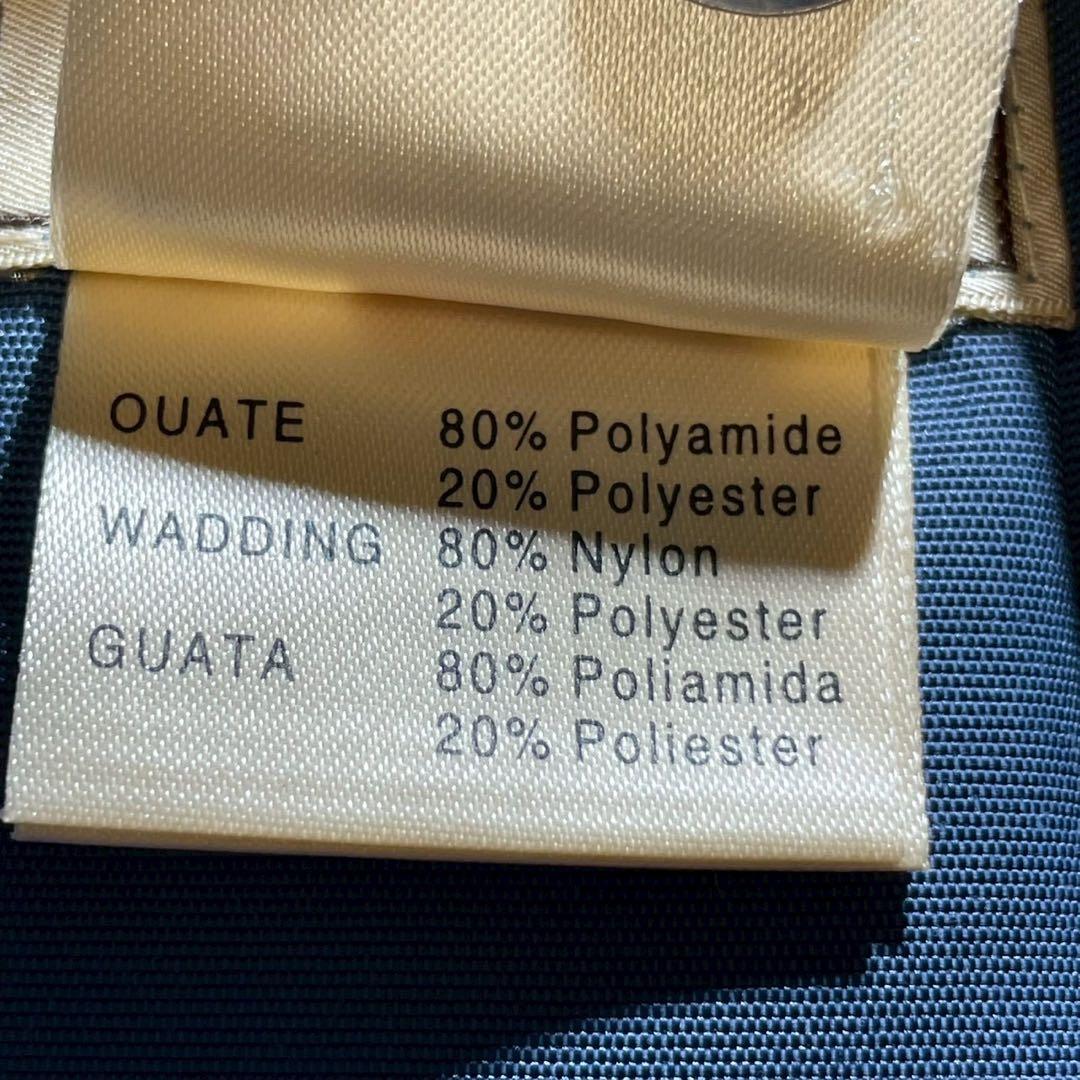 OUATE 80% Polyamide
20% Polyester
WADDING 80% Nylon
20% Polyester
GUATA 80% Poliamida
20% Poliester